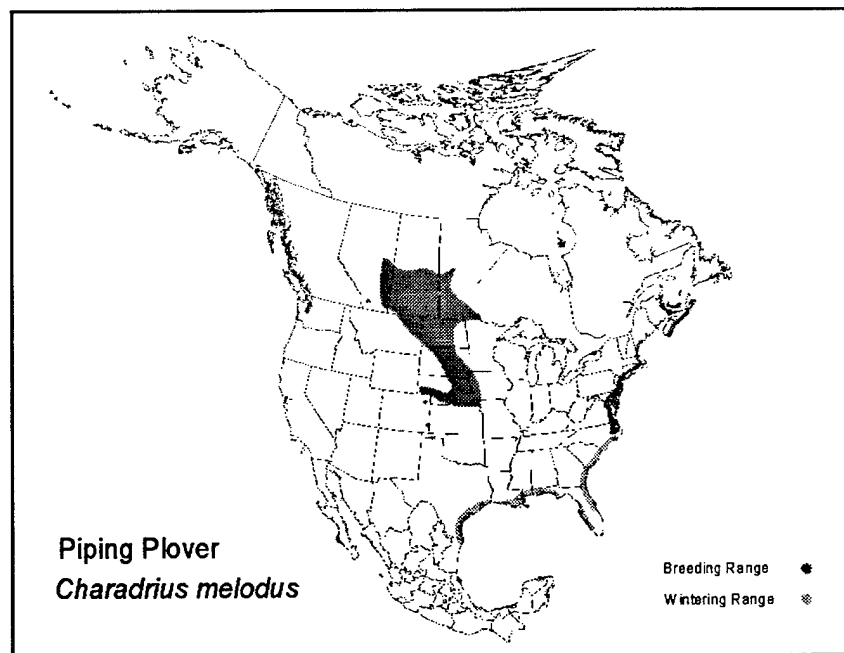 Piping Plover
Charadrius melodus
Breeding Range
Wintering Range